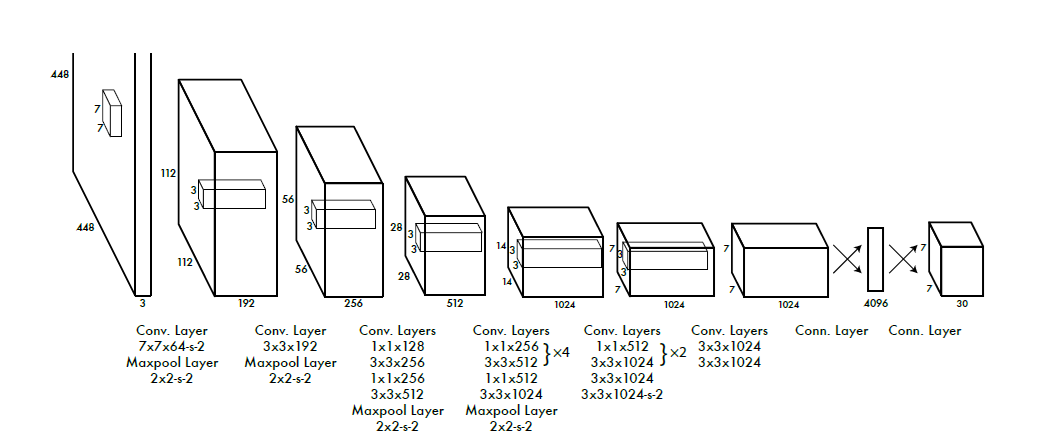 448
7
7
448
3
112
3
3
112
192
56
3
3
56
256
28
3
3
28
512
14
3
3
14
1024
7
3
3
7
1024
7
7
1024
4096
7
7
30
Conv. Layer
7x7x64-s-2
Maxpool Layer
2x2-s-2
Conv. Layer
3x3x192
Maxpool Layer
2x2-s-2
Conv. Layers
1x1x128
3x3x256
1x1x256
3x3x512
Maxpool Layer
2x2-s-2
Conv. Layers
1x1x256
3x3x512
}×4
1x1x512
3x3x1024
Maxpool Layer
2x2-s-2
Conv. Layers
1x1x512
3x3x1024
}×2
3x3x1024
3x3x1024-s-2
Conv. Layers
3x3x1024
3x3x1024
Conn. Layer
Conn. Layer